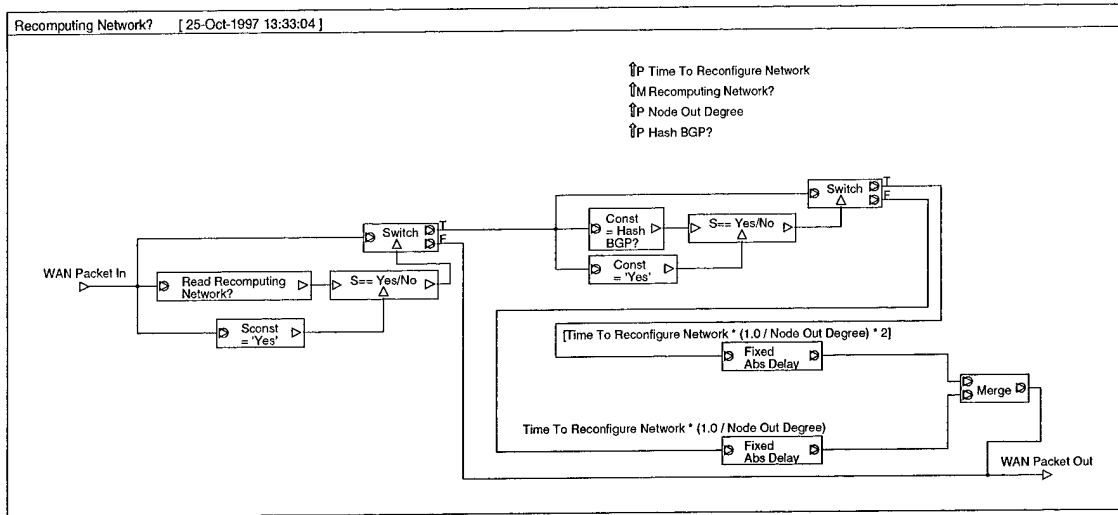 Recomputing Network? [ 25-Oct-1997 13:33:04 ]
⇑P Time To Reconfigure Network
⇑M Recomputing Network?
⇑P Node Out Degree
⇑P Hash BGP?
Switch
T
F
Const
= Hash
BGP?
S== Yes/No
Const
= 'Yes'
Switch
T
F
WAN Packet In
Read Recomputing
Network?
S== Yes/No
Sconst
= 'Yes'
[Time To Reconfigure Network * (1.0 / Node Out Degree) * 2]
Fixed
Abs Delay
Merge
Time To Reconfigure Network * (1.0 / Node Out Degree)
Fixed
Abs Delay
WAN Packet Out